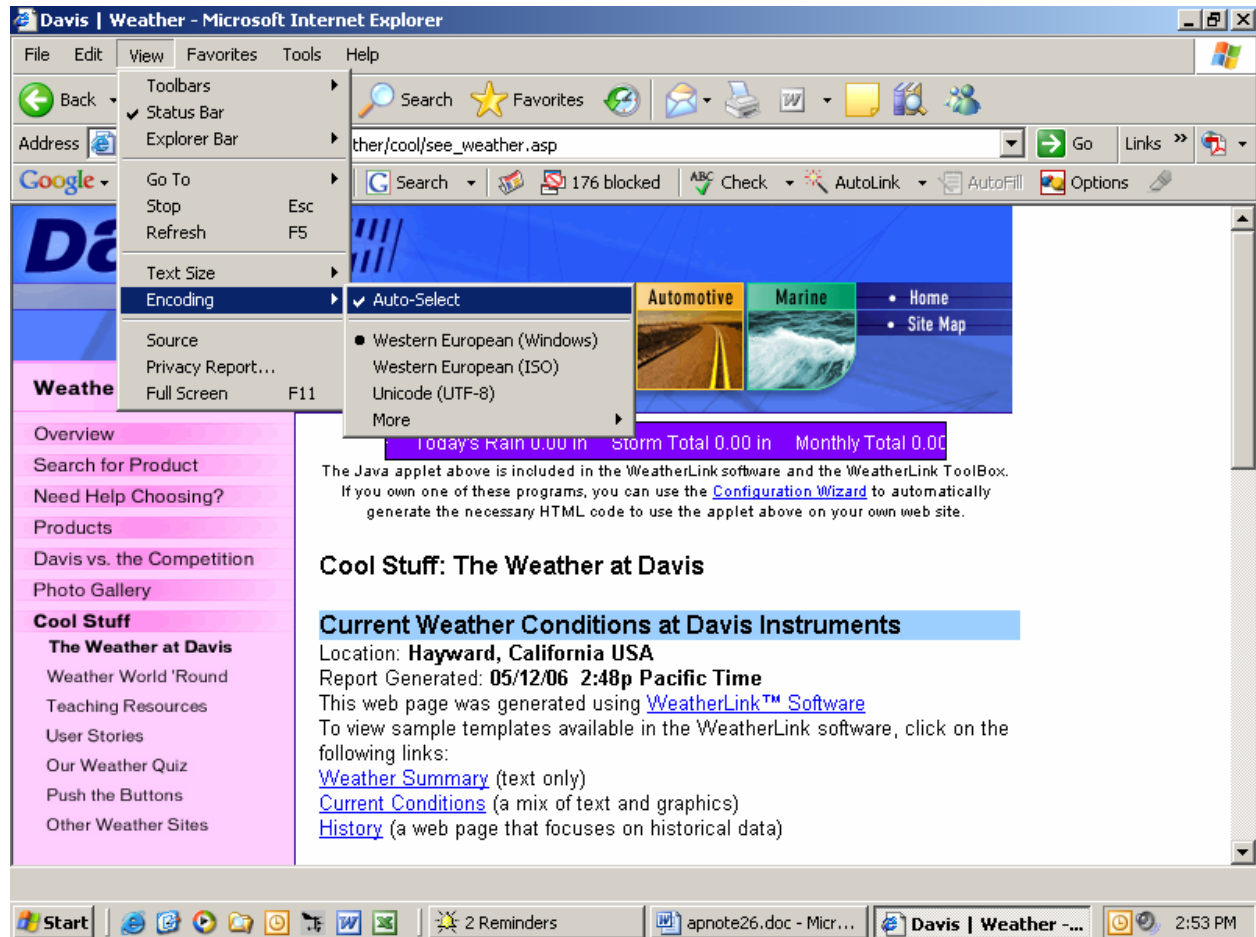 Davis | Weather - Microsoft Internet Explorer
File Edit View Favorites Tools Help
Back Search Favorites
Address ther/cool/see_weather.asp Go Links »
Google Search 176 blocked ABC Check AutoLink AutoFill Options
Toolbars
Status Bar
Explorer Bar
Go To
Stop Esc
Refresh F5
Text Size
Encoding
Source
Privacy Report...
Full Screen F11
Auto-Select
Western European (Windows)
Western European (ISO)
Unicode (UTF-8)
More
Da
Automotive Marine
• Home
• Site Map
Weathe
Overview
Search for Product
Need Help Choosing?
Products
Davis vs. the Competition
Photo Gallery
Cool Stuff
The Weather at Davis
Weather World 'Round
Teaching Resources
User Stories
Our Weather Quiz
Push the Buttons
Other Weather Sites
Today's Rain 0.00 in Storm Total 0.00 in Monthly Total 0.00
The Java applet above is included in the WeatherLink software and the WeatherLink ToolBox.
If you own one of these programs, you can use the Configuration Wizard to automatically
generate the necessary HTML code to use the applet above on your own web site.
Cool Stuff: The Weather at Davis
Current Weather Conditions at Davis Instruments
Location: Hayward, California USA
Report Generated: 05/12/06 2:48p Pacific Time
This web page was generated using WeatherLink™ Software
To view sample templates available in the WeatherLink software, click on the
following links:
Weather Summary (text only)
Current Conditions (a mix of text and graphics)
History (a web page that focuses on historical data)
Start 2 Reminders apnote26.doc - Micr... Davis | Weather -... 2:53 PM